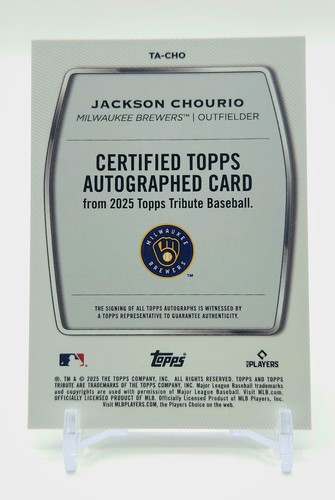 TA-CHO
JACKSON CHOURIO
MILWAUKEE BREWERS™ | OUTFIELDER
CERTIFIED TOPPS
AUTOGRAPHED CARD
from 2025 Topps Tribute Baseball.
MILWAUKEE
BREWERS
™
THE SIGNING OF ALL TOPPS AUTOGRAPHS IS WITNESSED BY
A TOPPS REPRESENTATIVE TO GUARANTEE AUTHENTICITY.
topps
MLB PLAYERS
®, TM & © 2025 THE TOPPS COMPANY, INC. ALL RIGHTS RESERVED. TOPPS AND TOPPS
TRIBUTE ARE TRADEMARKS OF THE TOPPS COMPANY, INC. Major League Baseball trademarks
and copyrights are used with permission of Major League Baseball. Visit MLB.com.
OFFICIALLY LICENSED PRODUCT OF MLB. Officially Licensed Product of MLB Players, Inc.
Visit MLBPLAYERS.com, the Players Choice on the web.